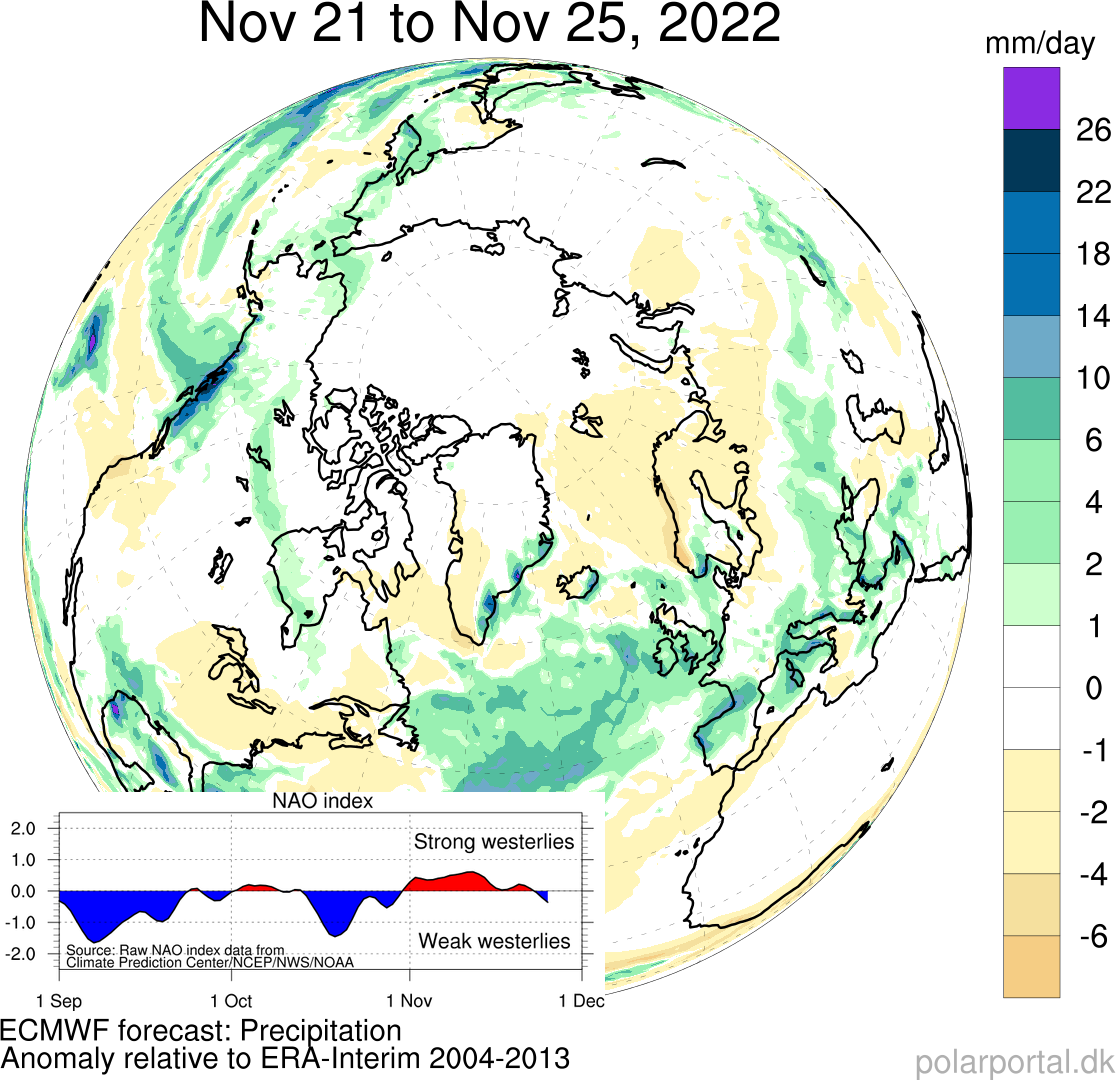 Nov 21 to Nov 25, 2022
mm/day
26
22
18
14
10
6
4
2
1
0
-1
-2
-4
-6
NAO index
2.0
1.0
0.0
-1.0
-2.0
Strong westerlies
Weak westerlies
Source: Raw NAO index data from
Climate Prediction Center/NCEP/NWS/NOAA
1 Sep 1 Oct 1 Nov 1 Dec
ECMWF forecast: Precipitation
Anomaly relative to ERA-Interim 2004-2013
polarportal.dk